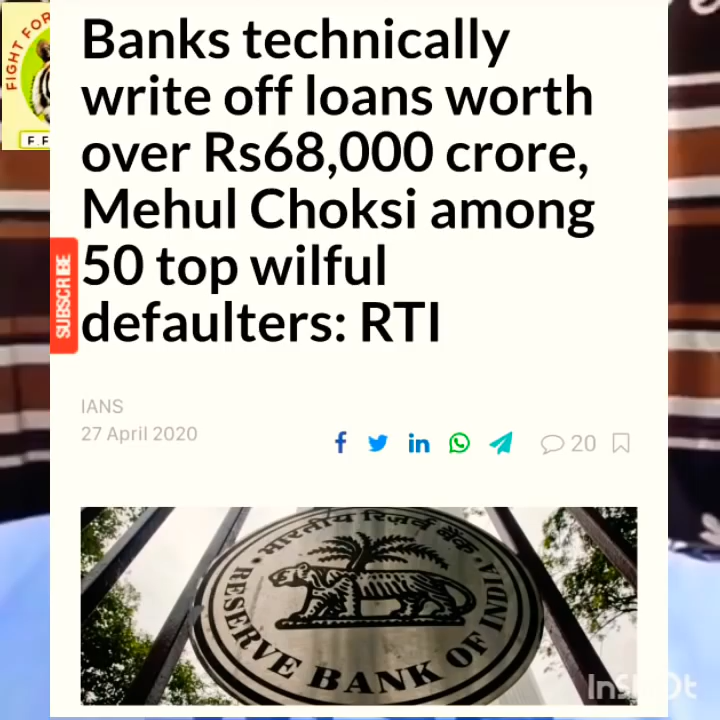 FIGHT FOR
F.F
Banks technically
write off loans worth
over Rs68,000 crore,
Mehul Choksi among
50 top wilful
defaulters: RTI
SUBSCRIBE
IANS
27 April 2020
20
भारतीय रिज़र्व बैंक
RESERVE BANK OF INDIA
InShOt